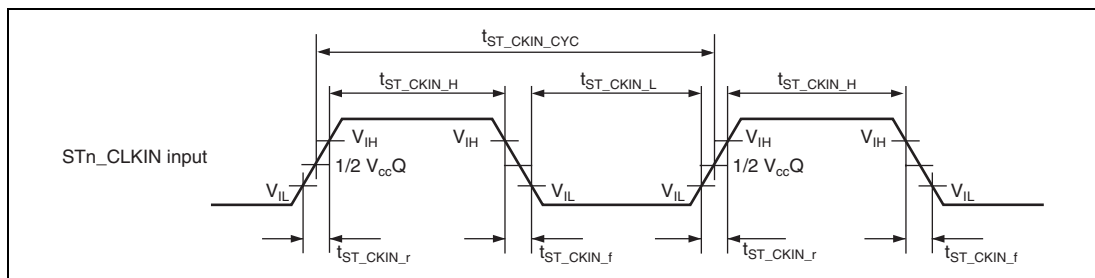 tST_CKIN_CYC
tST_CKIN_H
tST_CKIN_L
tST_CKIN_H
VIH
VIH
VIH
VIH
STn_CLKIN input
1/2 VccQ
1/2 VccQ
VIL
VIL
VIL
VIL
tST_CKIN_r
tST_CKIN_f
tST_CKIN_r
tST_CKIN_f